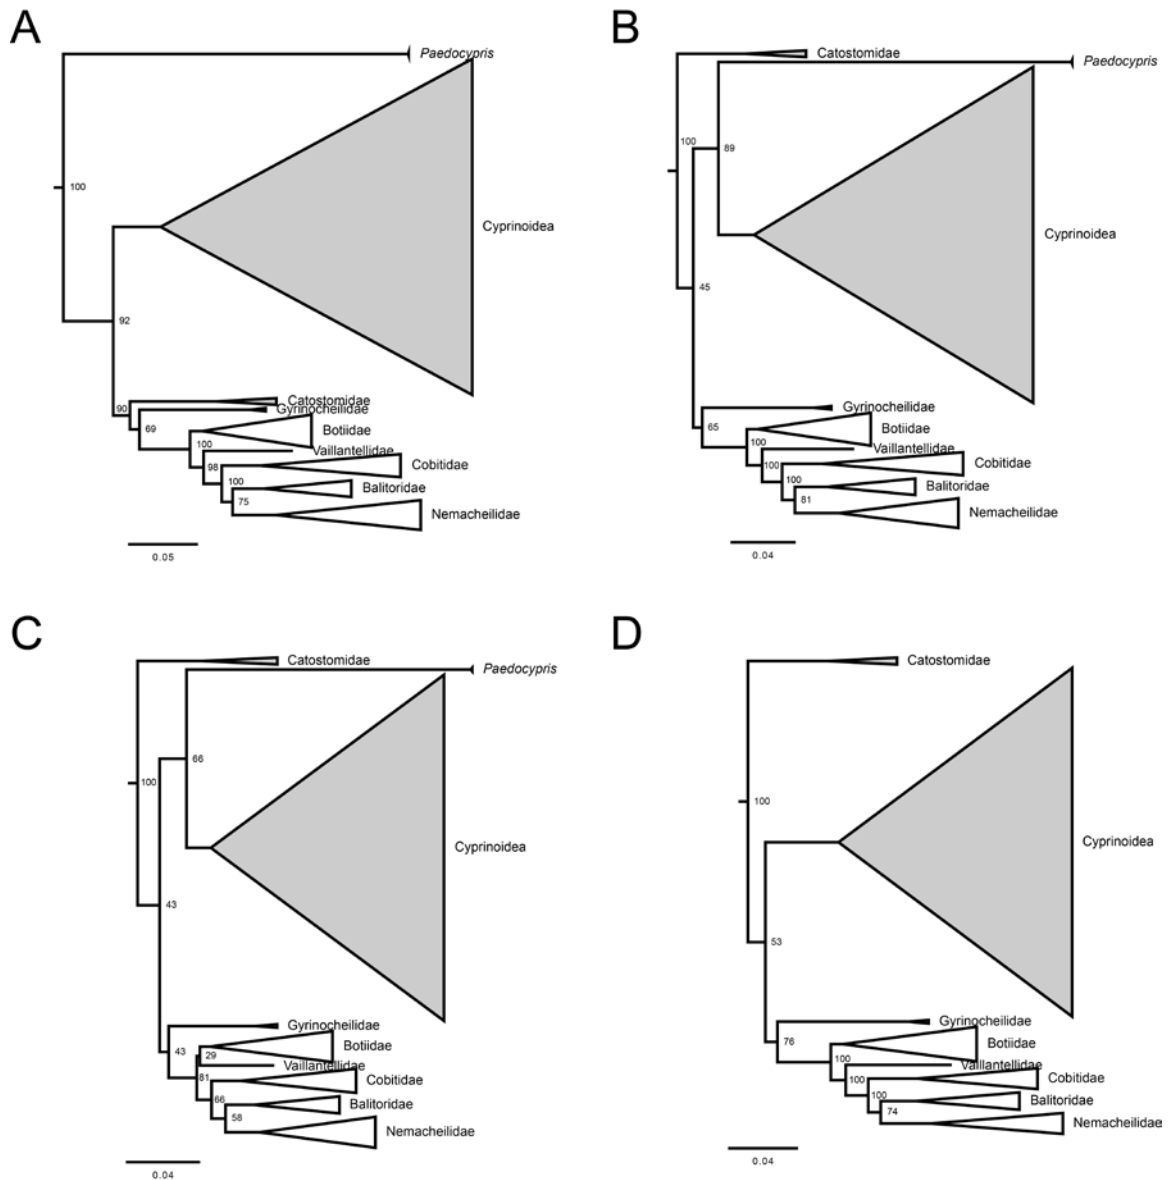 A
Paedocypris
100
Cyprinoidea
92
Catostomidae
90
Gyrinocheilidae
69
Botiidae
100
Vaillantellidae
98
Cobitidae
100
Balitoridae
75
Nemacheilidae
0.05
B
Catostomidae
Paedocypris
100
89
Cyprinoidea
45
Gyrinocheilidae
65
Botiidae
100
Vaillantellidae
100
Cobitidae
100
Balitoridae
81
Nemacheilidae
0.04
C
Catostomidae
Paedocypris
66
100
Cyprinoidea
43
Gyrinocheilidae
43
Botiidae
29
Vaillantellidae
81
Cobitidae
66
Balitoridae
58
Nemacheilidae
0.04
D
Catostomidae
100
Cyprinoidea
53
Gyrinocheilidae
76
Botiidae
100
Vaillantellidae
100
Cobitidae
100
Balitoridae
74
Nemacheilidae
0.04